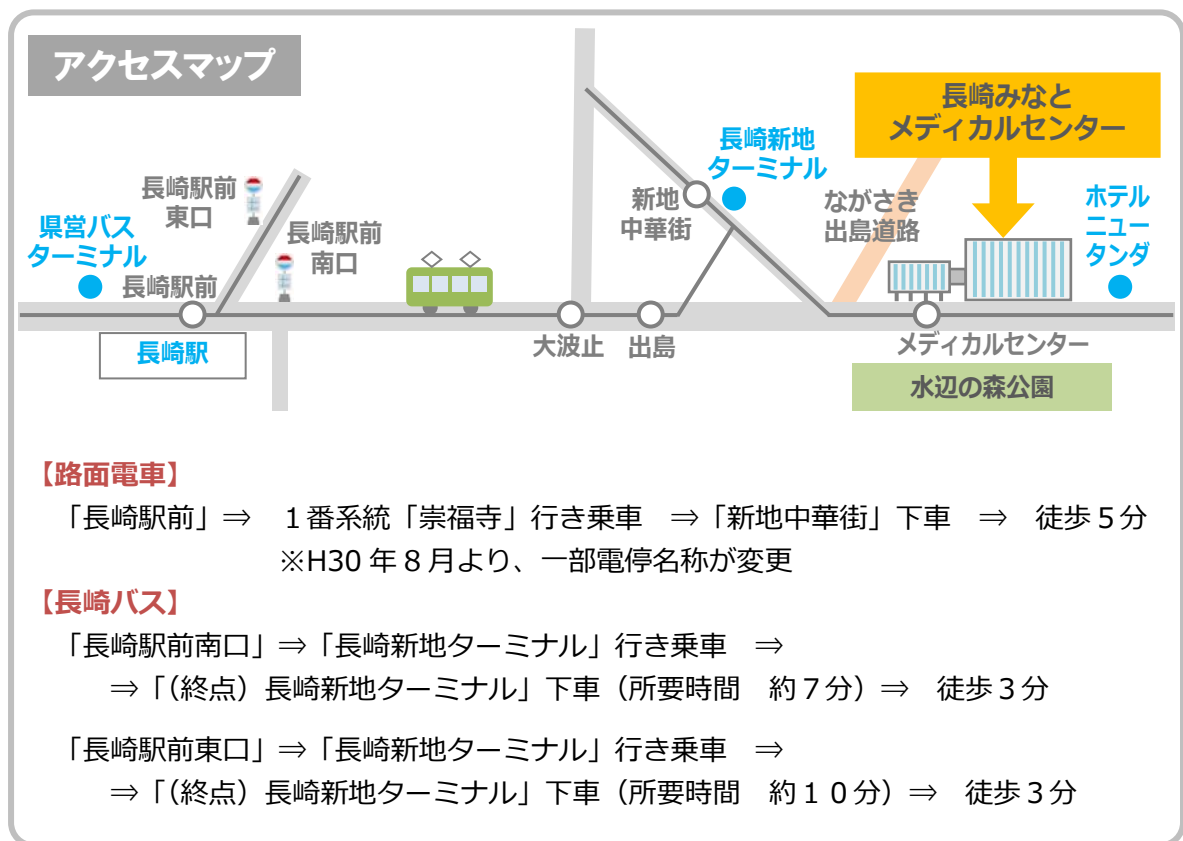 アクセスマップ
長崎みなと
メディカルセンター
長崎新地
ターミナル
長崎駅前
東口
新地
中華街
ながさき
出島道路
ホテル
ニュー
タンダ
県営バス
ターミナル
長崎駅前
南口
長崎駅前
長崎駅
大波止
出島
メディカルセンター
水辺の森公園
【路面電車】
「長崎駅前」⇒　１番系統「崇福寺」行き乗車　⇒「新地中華街」下車　⇒　徒歩５分
※H30 年８月より、一部電停名称が変更
【長崎バス】
「長崎駅前南口」⇒「長崎新地ターミナル」行き乗車　⇒
⇒「（終点）長崎新地ターミナル」下車（所要時間　約７分）⇒　徒歩３分
「長崎駅前東口」⇒「長崎新地ターミナル」行き乗車　⇒
⇒「（終点）長崎新地ターミナル」下車（所要時間　約１０分）⇒　徒歩３分